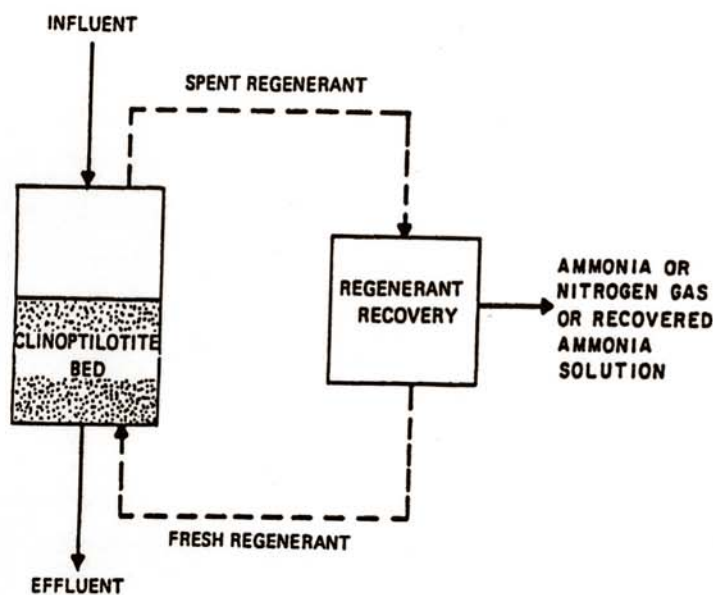 INFLUENT
SPENT REGENERANT
CLINOPTILOTITE
BED
REGENERANT
RECOVERY
AMMONIA OR
NITROGEN GAS
OR RECOVERED
AMMONIA
SOLUTION
FRESH REGENERANT
EFFLUENT